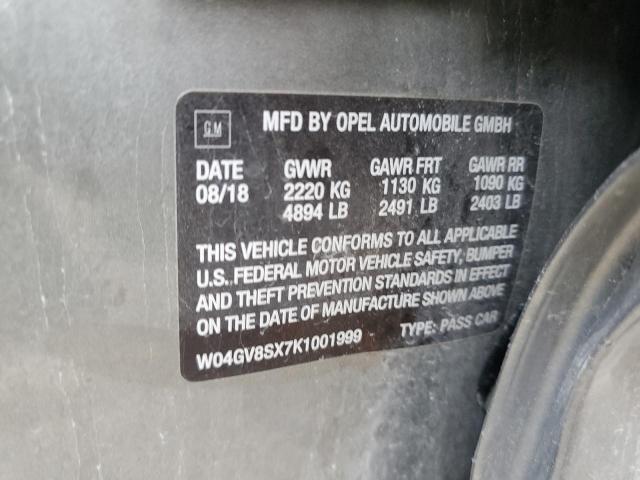 GM MFD BY OPEL AUTOMOBILE GMBH
DATE GVWR GAWR FRT GAWR RR
08/18 2220 KG 1130 KG 1090 KG
4894 LB 2491 LB 2403 LB
THIS VEHICLE CONFORMS TO ALL APPLICABLE
U.S. FEDERAL MOTOR VEHICLE SAFETY, BUMPER
AND THEFT PREVENTION STANDARDS IN EFFECT
ON THE DATE OF MANUFACTURE SHOWN ABOVE
W04GV8SX7K1001999 TYPE: PASS CAR